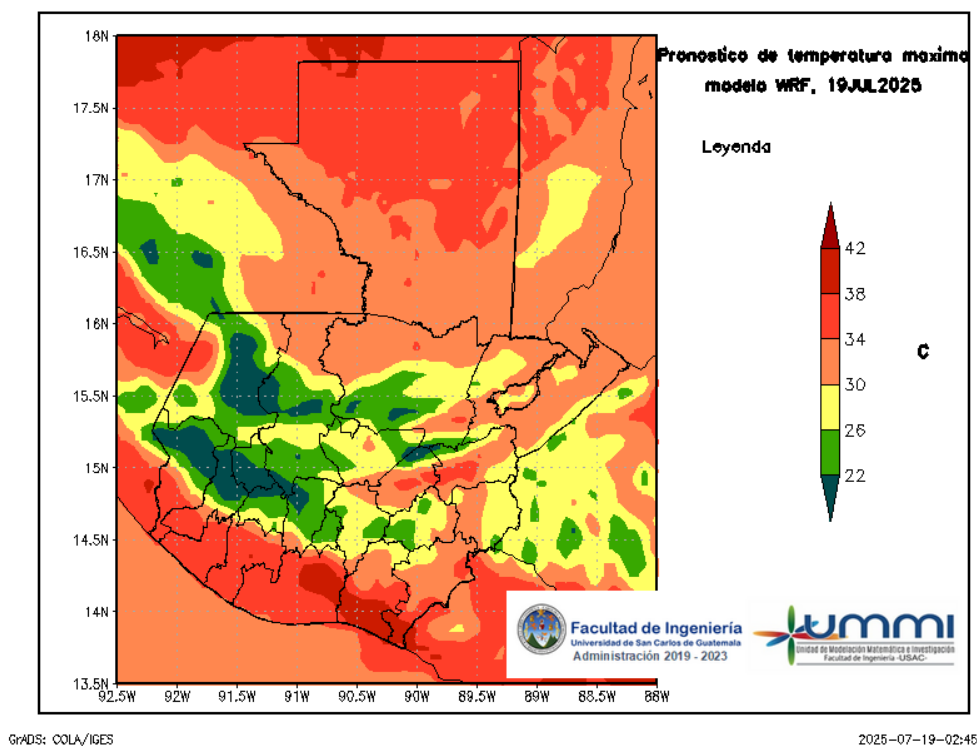 Pronostico de temperatura maxima
modelo WRF, 19JUL2025
Leyenda
42
38
34
30
26
22
C
18N
17.5N
17N
16.5N
16N
15.5N
15N
14.5N
14N
13.5N
92.5W 92W 91.5W 91W 90.5W 90W 89.5W 89W 88.5W 88W
Facultad de Ingeniería
Universidad de San Carlos de Guatemala
Administración 2019 - 2023
ummi
Unidad de Modelación Matemática e Investigación
Facultad de Ingeniería -USAC-
GrADS: COLA/IGES
2025-07-19-02:45